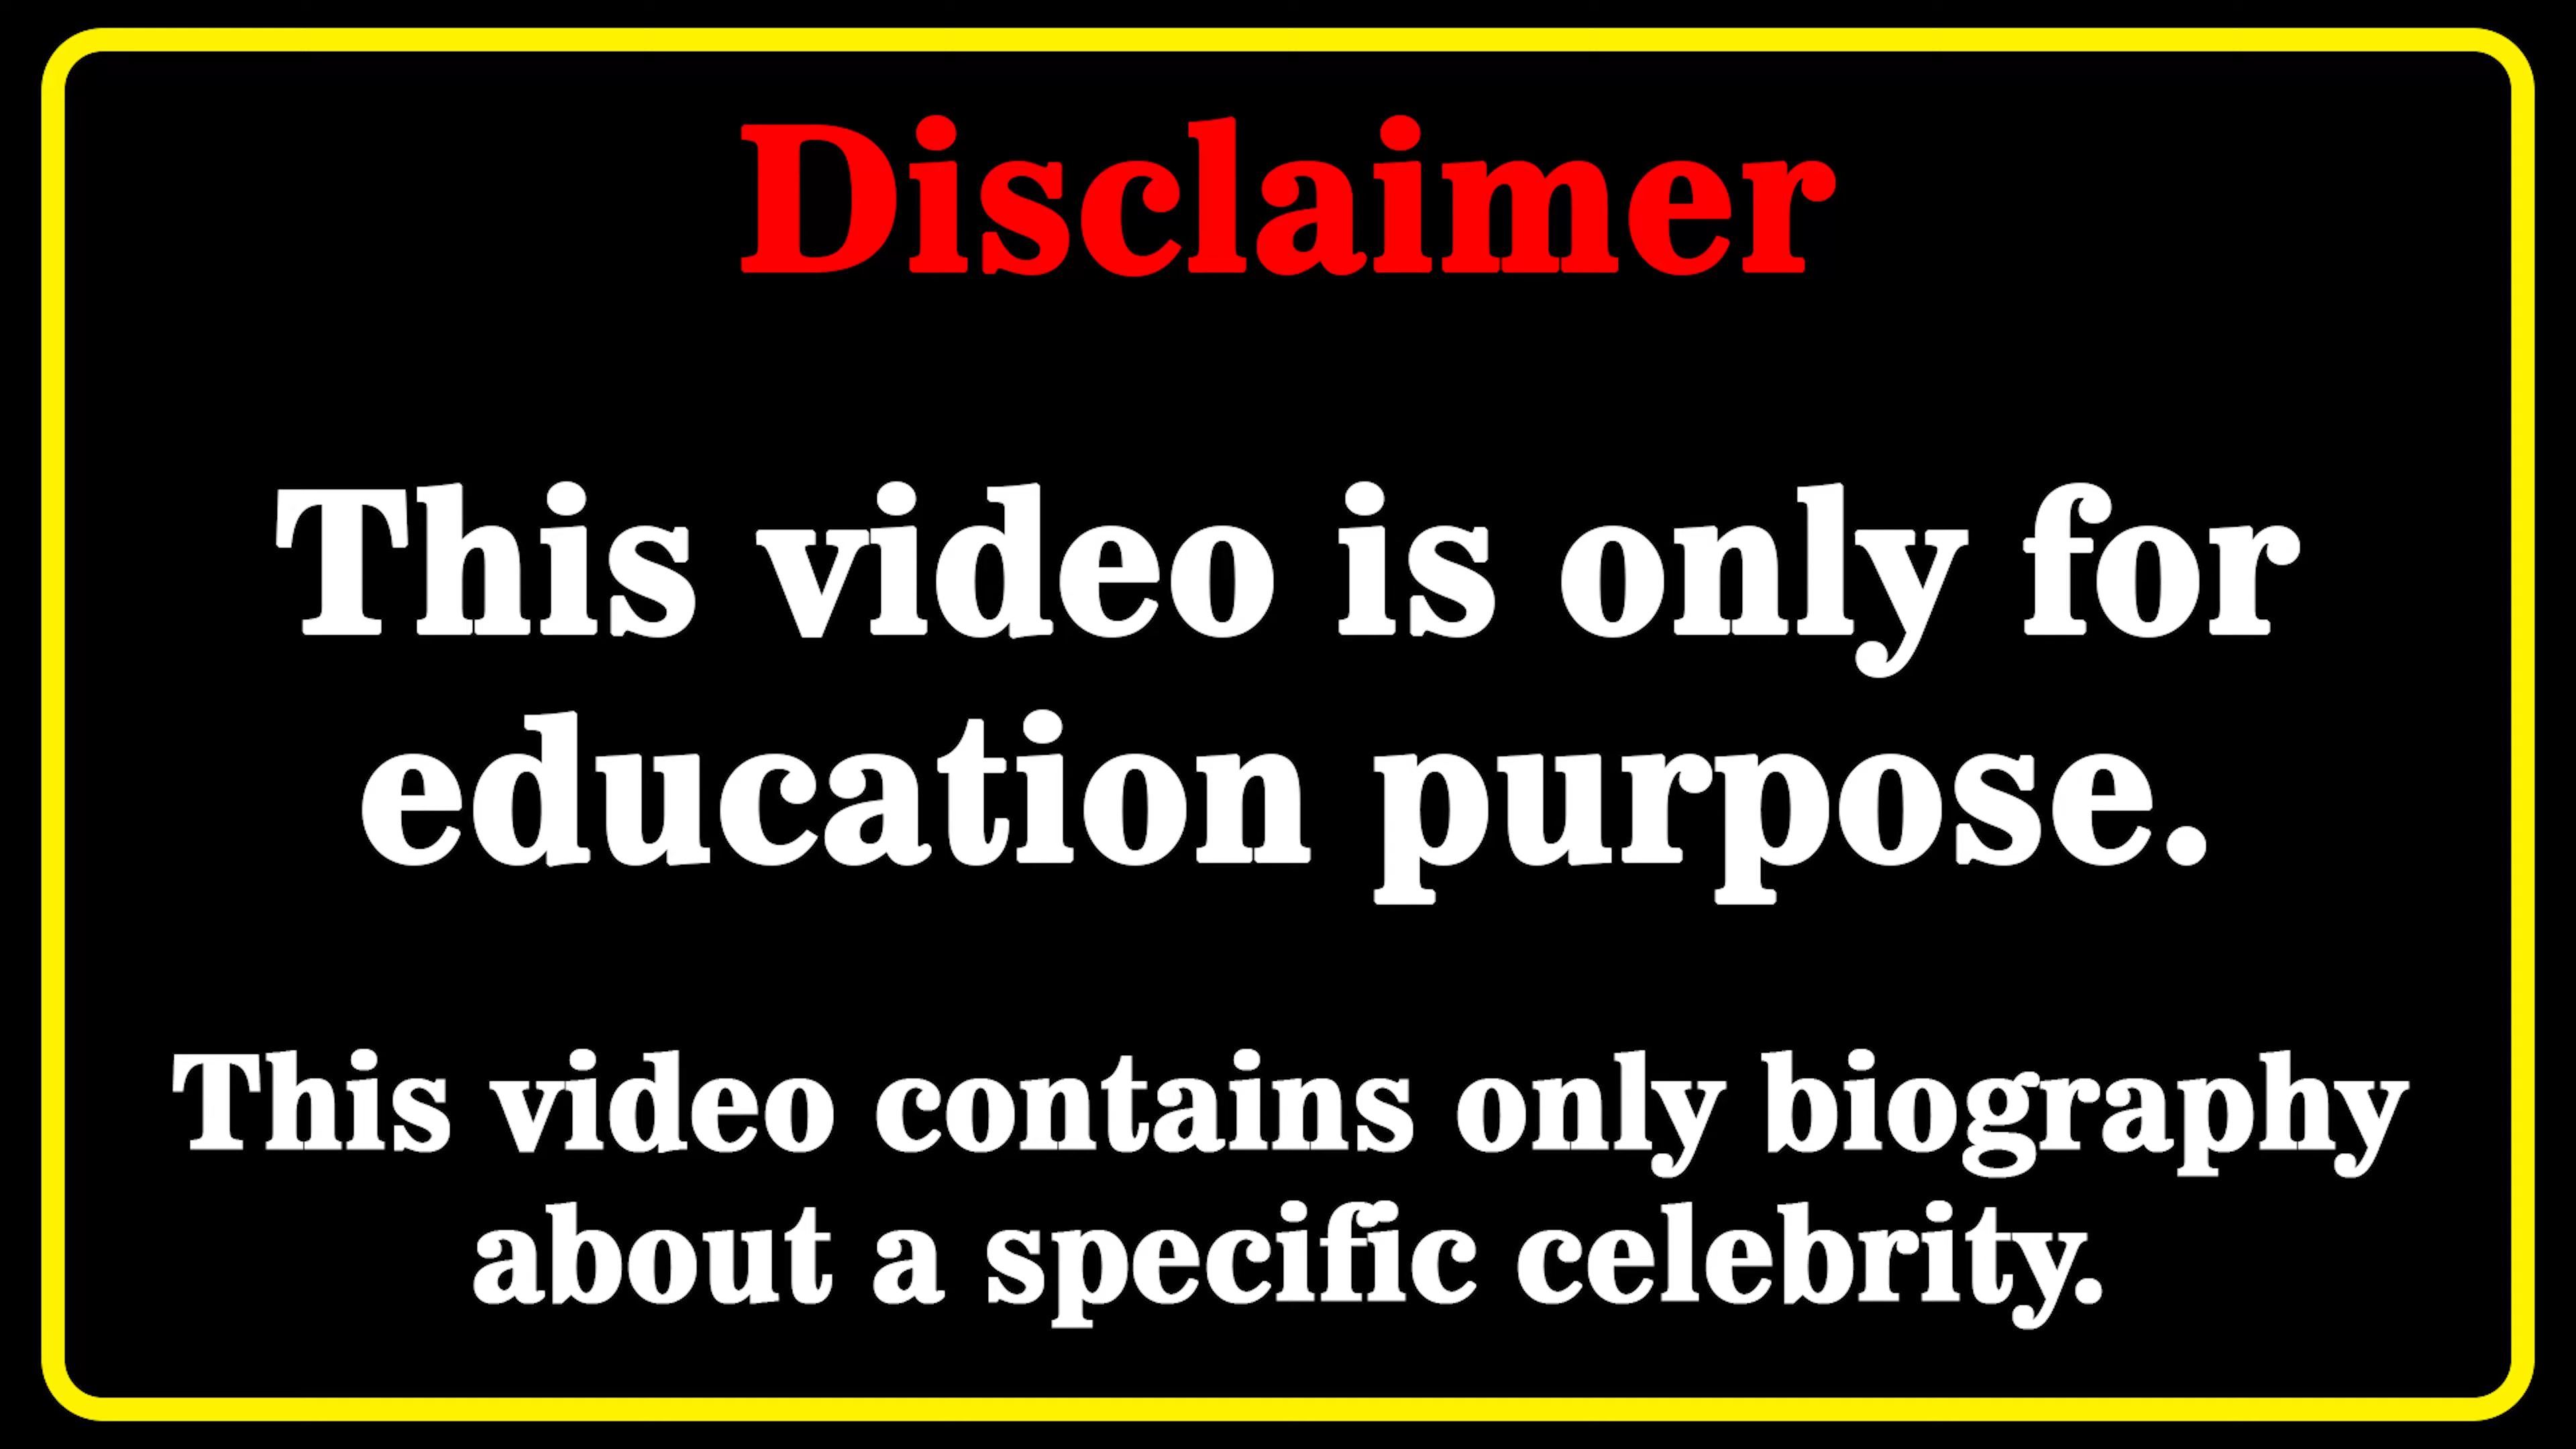 Disclaimer
This video is only for
education purpose.
This video contains only biography
about a specific celebrity.